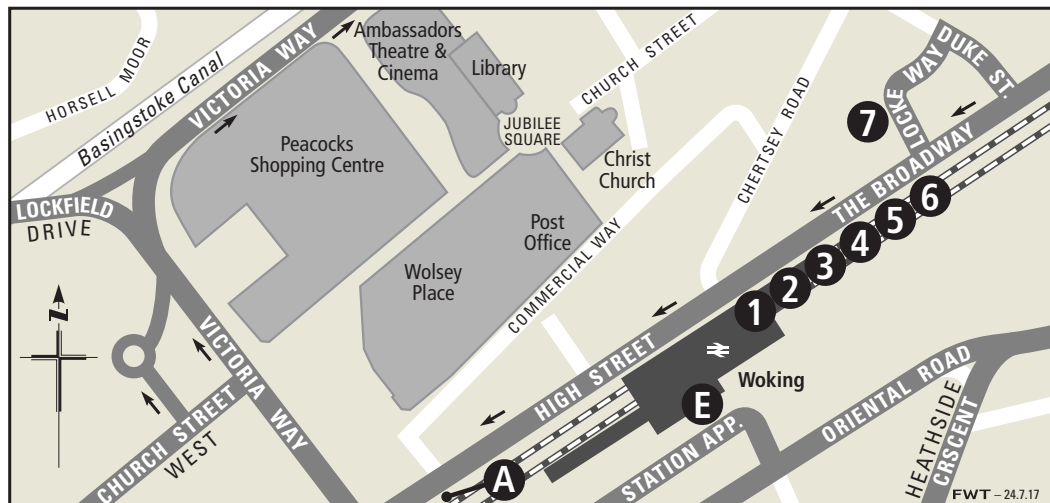 HORSELL MOOR
Basingstoke Canal
VICTORIA WAY
Ambassadors
Theatre &
Cinema
Library
CHURCH STREET
JUBILEE
SQUARE
Christ
Church
Peacocks
Shopping Centre
CHERTSEY ROAD
LOCKE WAY
DUKE ST.
7
THE BROADWAY
LOCKFIELD
DRIVE
Post
Office
Wolsey
Place
COMMERCIAL WAY
6
5
4
3
2
1
N
VICTORIA WAY
HIGH STREET
Woking
E
CHURCH STREET
WEST
A
STATION APP.
ORIENTAL ROAD
HEATHSIDE
CRSCENT
FWT – 24.7.17